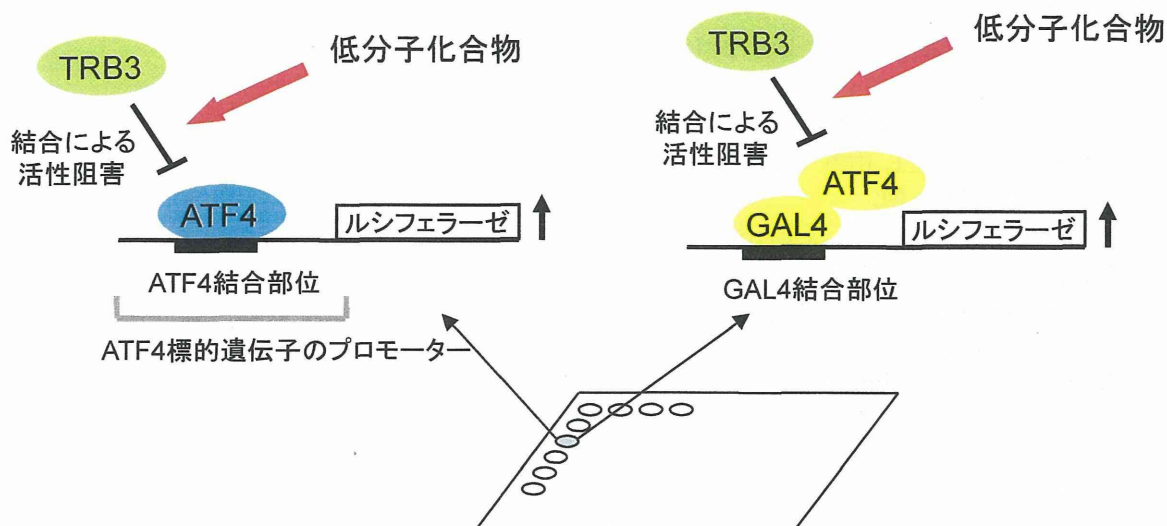 TRB3
低分子化合物
結合による
活性阻害
ATF4
ルシフェラーゼ
ATF4結合部位
ATF4標的遺伝子のプロモーター
TRB3
低分子化合物
結合による
活性阻害
ATF4
GAL4
ルシフェラーゼ
GAL4結合部位